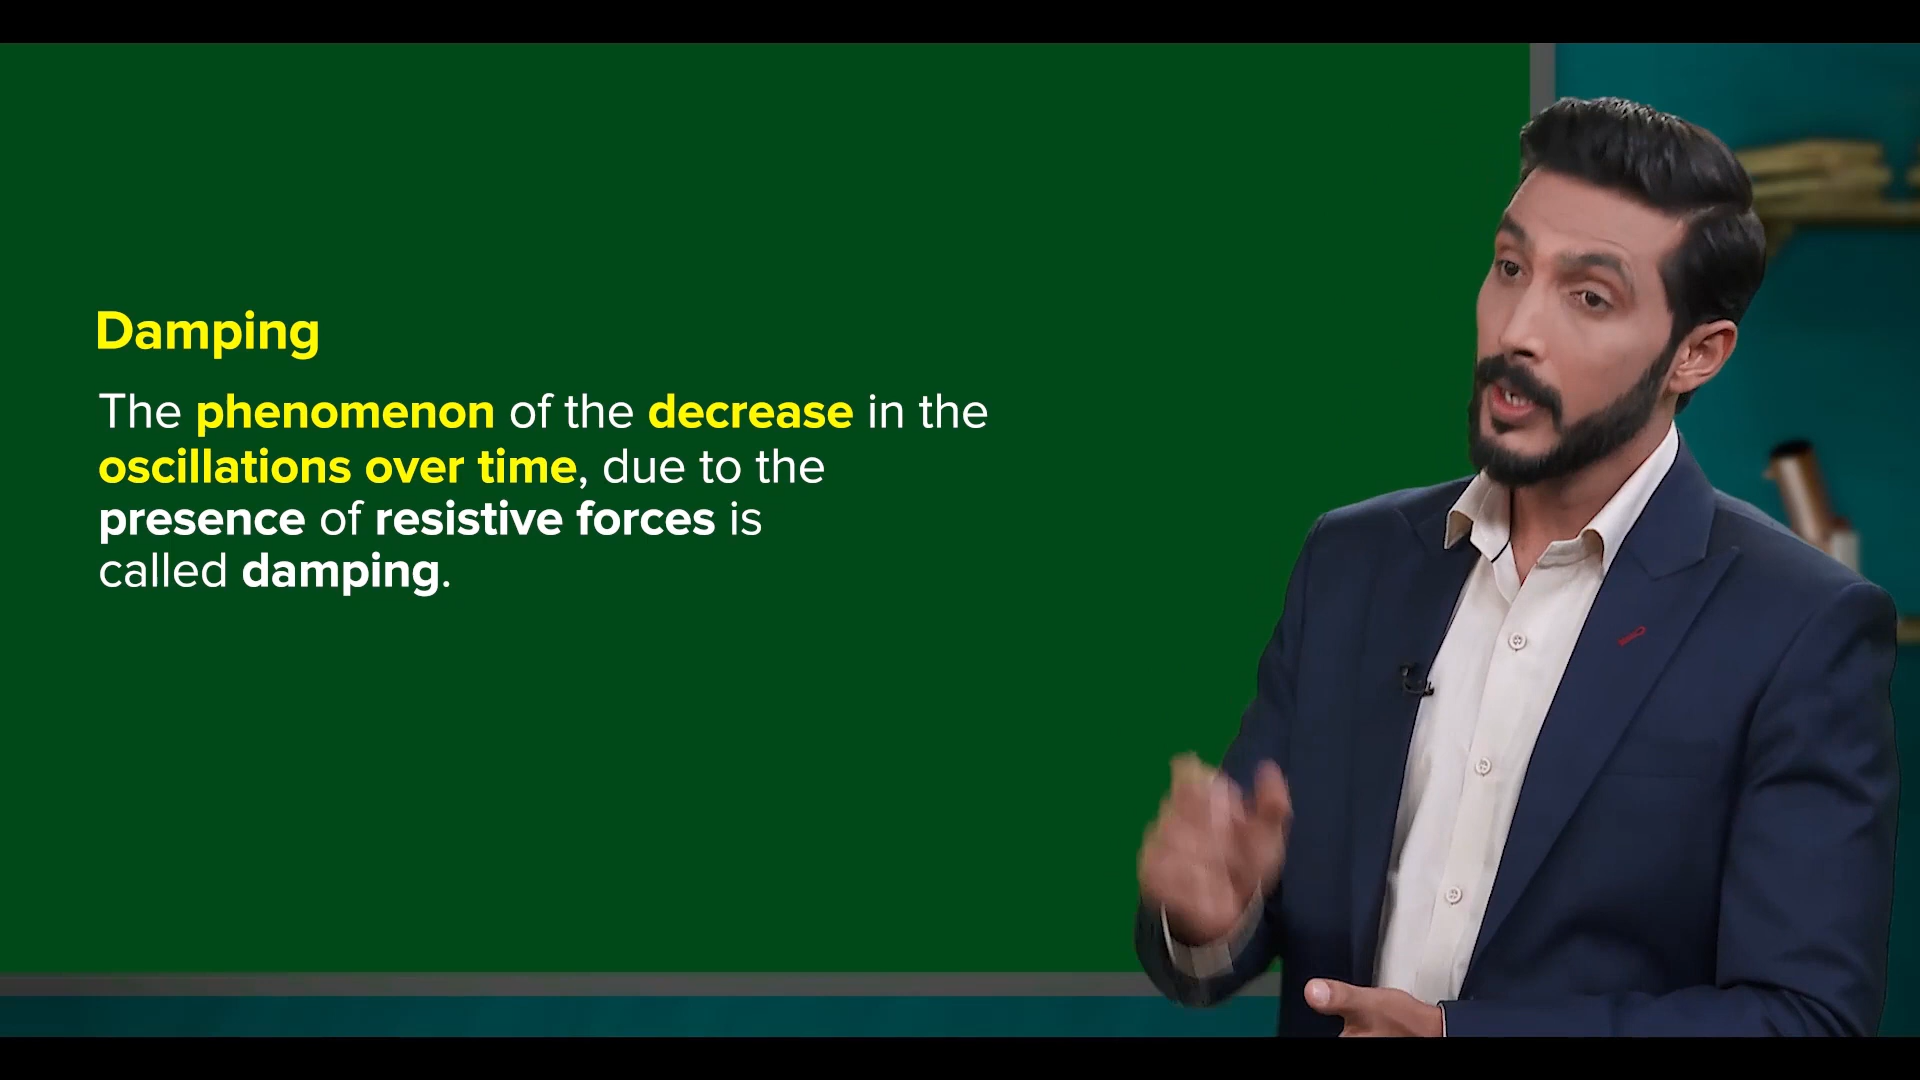 Damping
The phenomenon of the decrease in the
oscillations over time, due to the
presence of resistive forces is
called damping.